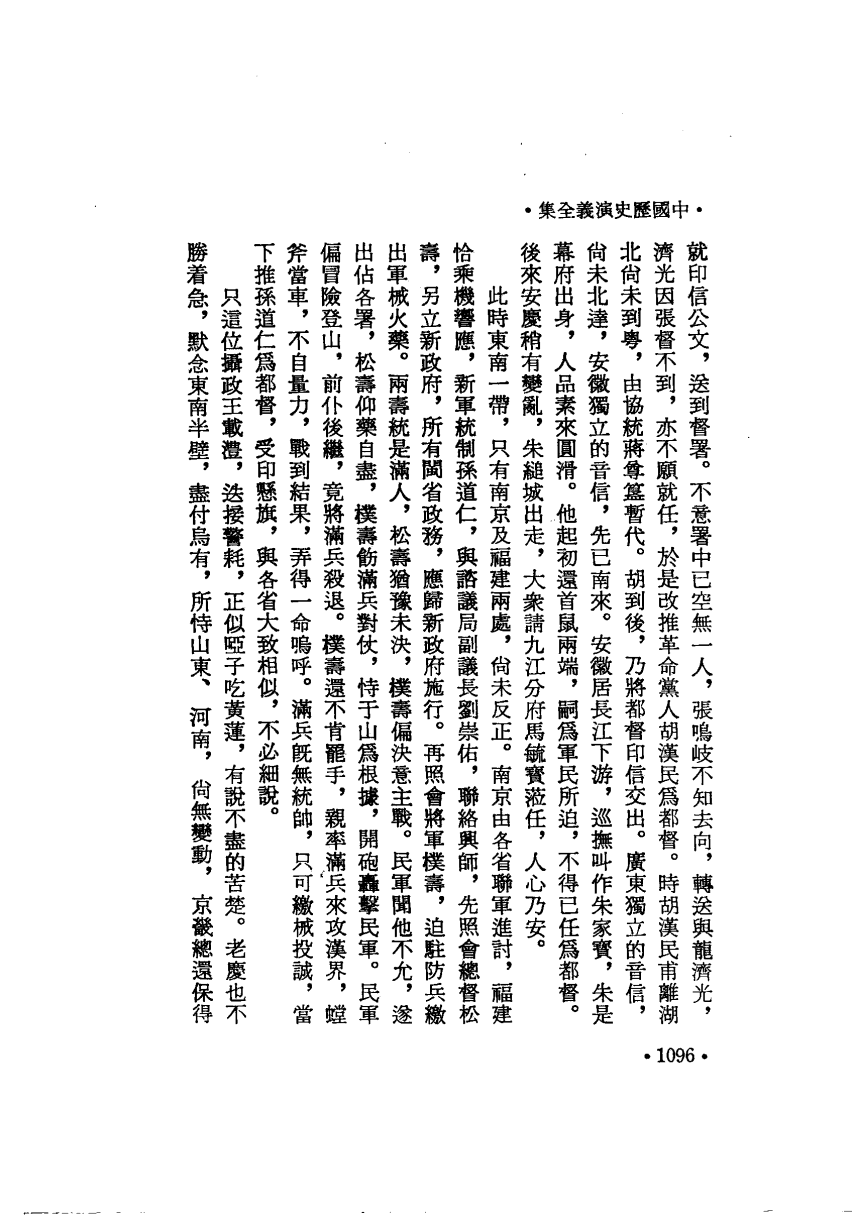 •中國歷史演義全集•
就印信公文，送到督署。不意署中已空無一人，張鳴岐不知去向，轉送與龍濟光，
濟光因張督不到，亦不願就任，於是改推革命黨人胡漢民爲都督。時胡漢民甫離湖
北尙未到粵，由協統蔣尊簋暫代。胡到後，乃將都督印信交出。廣東獨立的音信，
尙未北達，安徽獨立的音信，先已南來。安徽居長江下游，巡撫叫作朱家寶，朱是
幕府出身，人品素來圓滑。他起初還首鼠兩端，嗣爲軍民所迫，不得已任爲都督。
後來安慶稍有變亂，朱縋城出走，大衆請九江分府馬毓寶蒞任，人心乃安。
此時東南一帶，只有南京及福建兩處，尙未反正。南京由各省聯軍進討，福建
恰乘機響應，新軍統制孫道仁，與諮議局副議長劉崇佑，聯絡興師，先照會總督松
壽，另立新政府，所有閩省政務，應歸新政府施行。再照會將軍樸壽，迫駐防兵繳
出軍械火藥。兩壽統是滿人，松壽猶豫未決，樸壽偏決意主戰。民軍聞他不允，遂
出佔各署，松壽仰藥自盡，樸壽飭滿兵對仗，恃于山爲根據，開砲轟擊民軍。民軍
偏冒險登山，前仆後繼，竟將滿兵殺退。樸壽還不肯罷手，親率滿兵來攻漢界，螳
斧當車，不自量力，戰到結果，弄得一命嗚呼。滿兵旣無統帥，只可繳械投誠，當
下推孫道仁爲都督，受印懸旗，與各省大致相似，不必細說。
只這位攝政王載灃，迭接警耗，正似啞子吃黃蓮，有說不盡的苦楚。老慶也不
勝着急，默念東南半壁，盡付烏有，所恃山東、河南，尙無變動，京畿總還保得
•1096•